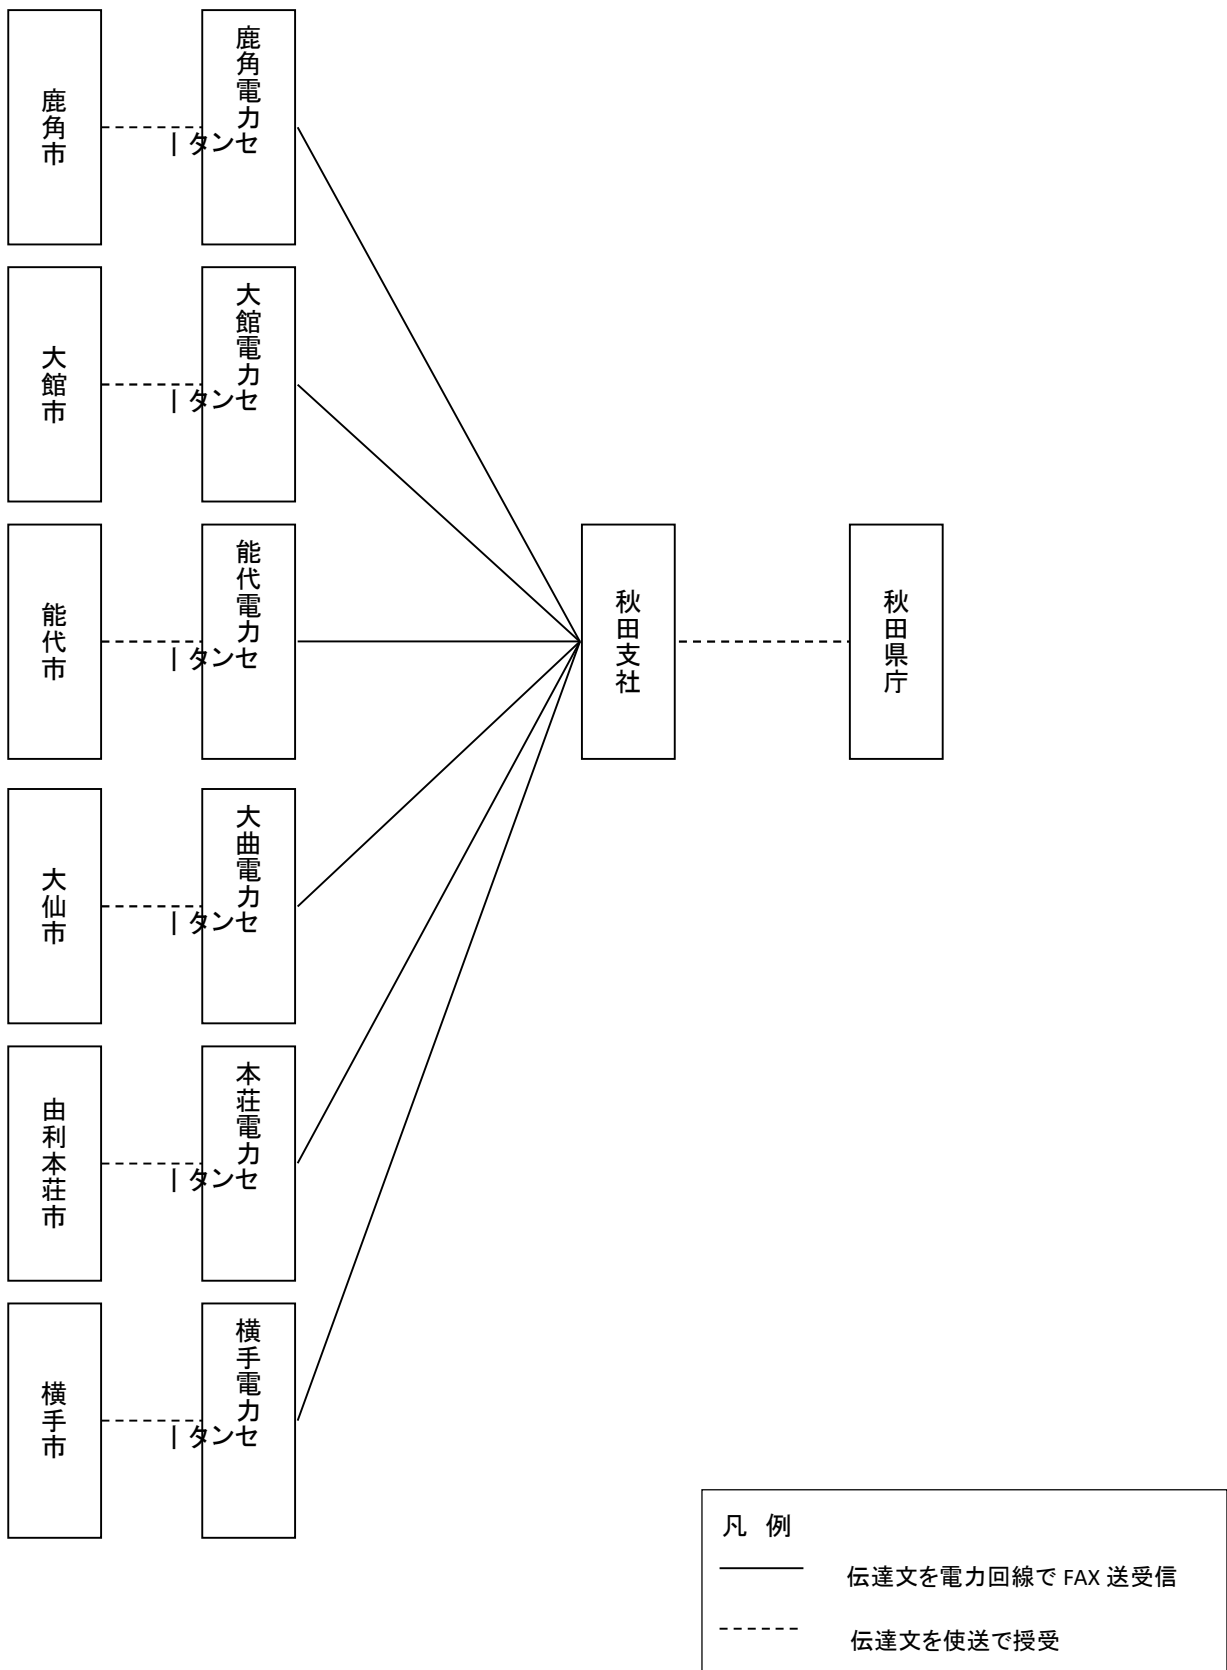 鹿角市
鹿角電力センター
大館市
大館電力センター
能代市
能代電力センター
秋田支社
秋田県庁
大仙市
大曲電力センター
由利本荘市
本荘電力センター
横手市
横手電力センター
凡 例
伝達文を電力回線で FAX 送受信
伝達文を使送で授受